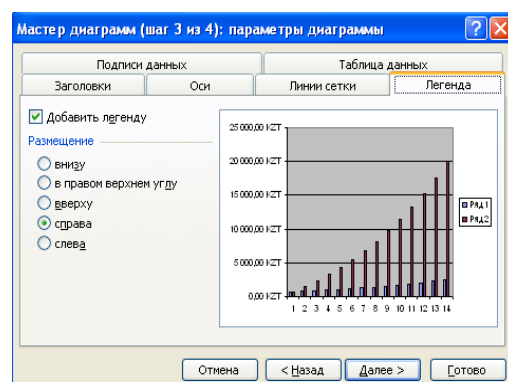 Мастер диаграмм (шаг 3 из 4): параметры диаграммы
Подписи данных Таблица данных
Заголовки Оси Линии сетки Легенда
Добавить легенду
Размещение
внизу
в правом верхнем углу
вверху
справа
слева
25 000,00 KZT
20 000,00 KZT
15 000,00 KZT
10 000,00 KZT
5 000,00 KZT
0,00 KZT
1 2 3 4 5 6 7 8 9 10 11 12 13 14
Ряд1
Ряд2
Отмена < Назад Далее > Готово